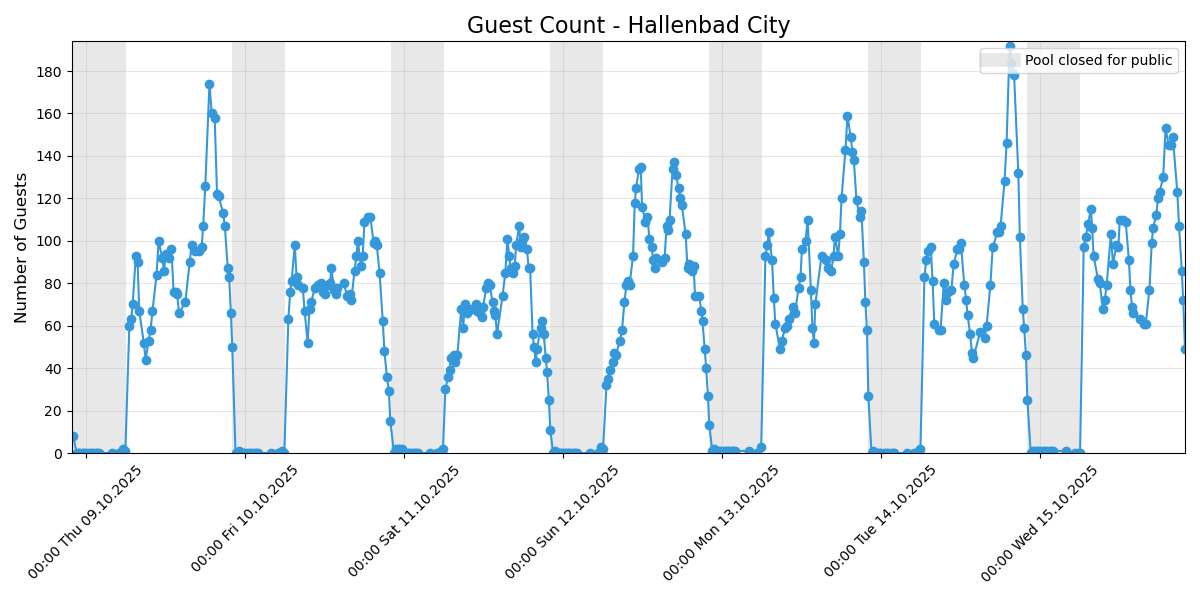 Guest Count - Hallenbad City
Pool closed for public
Number of Guests
180
160
140
120
100
80
60
40
20
0
00:00 Thu 09.10.2025
00:00 Fri 10.10.2025
00:00 Sat 11.10.2025
00:00 Sun 12.10.2025
00:00 Mon 13.10.2025
00:00 Tue 14.10.2025
00:00 Wed 15.10.2025